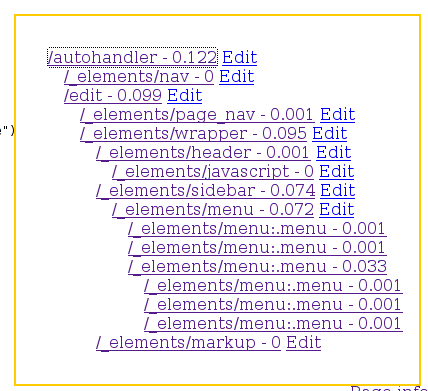 /autohandler - 0.122 Edit
/_elements/nav - 0 Edit
/edit - 0.099 Edit
/_elements/page_nav - 0.001 Edit
e")
/_elements/wrapper - 0.095 Edit
/_elements/header - 0.001 Edit
/_elements/javascript - 0 Edit
/_elements/sidebar - 0.074 Edit
/_elements/menu - 0.072 Edit
/_elements/menu:.menu - 0.001
/_elements/menu:.menu - 0.001
/_elements/menu:.menu - 0.033
/_elements/menu:.menu - 0.001
/_elements/menu:.menu - 0.001
/_elements/menu:.menu - 0.001
/_elements/markup - 0 Edit
Page info